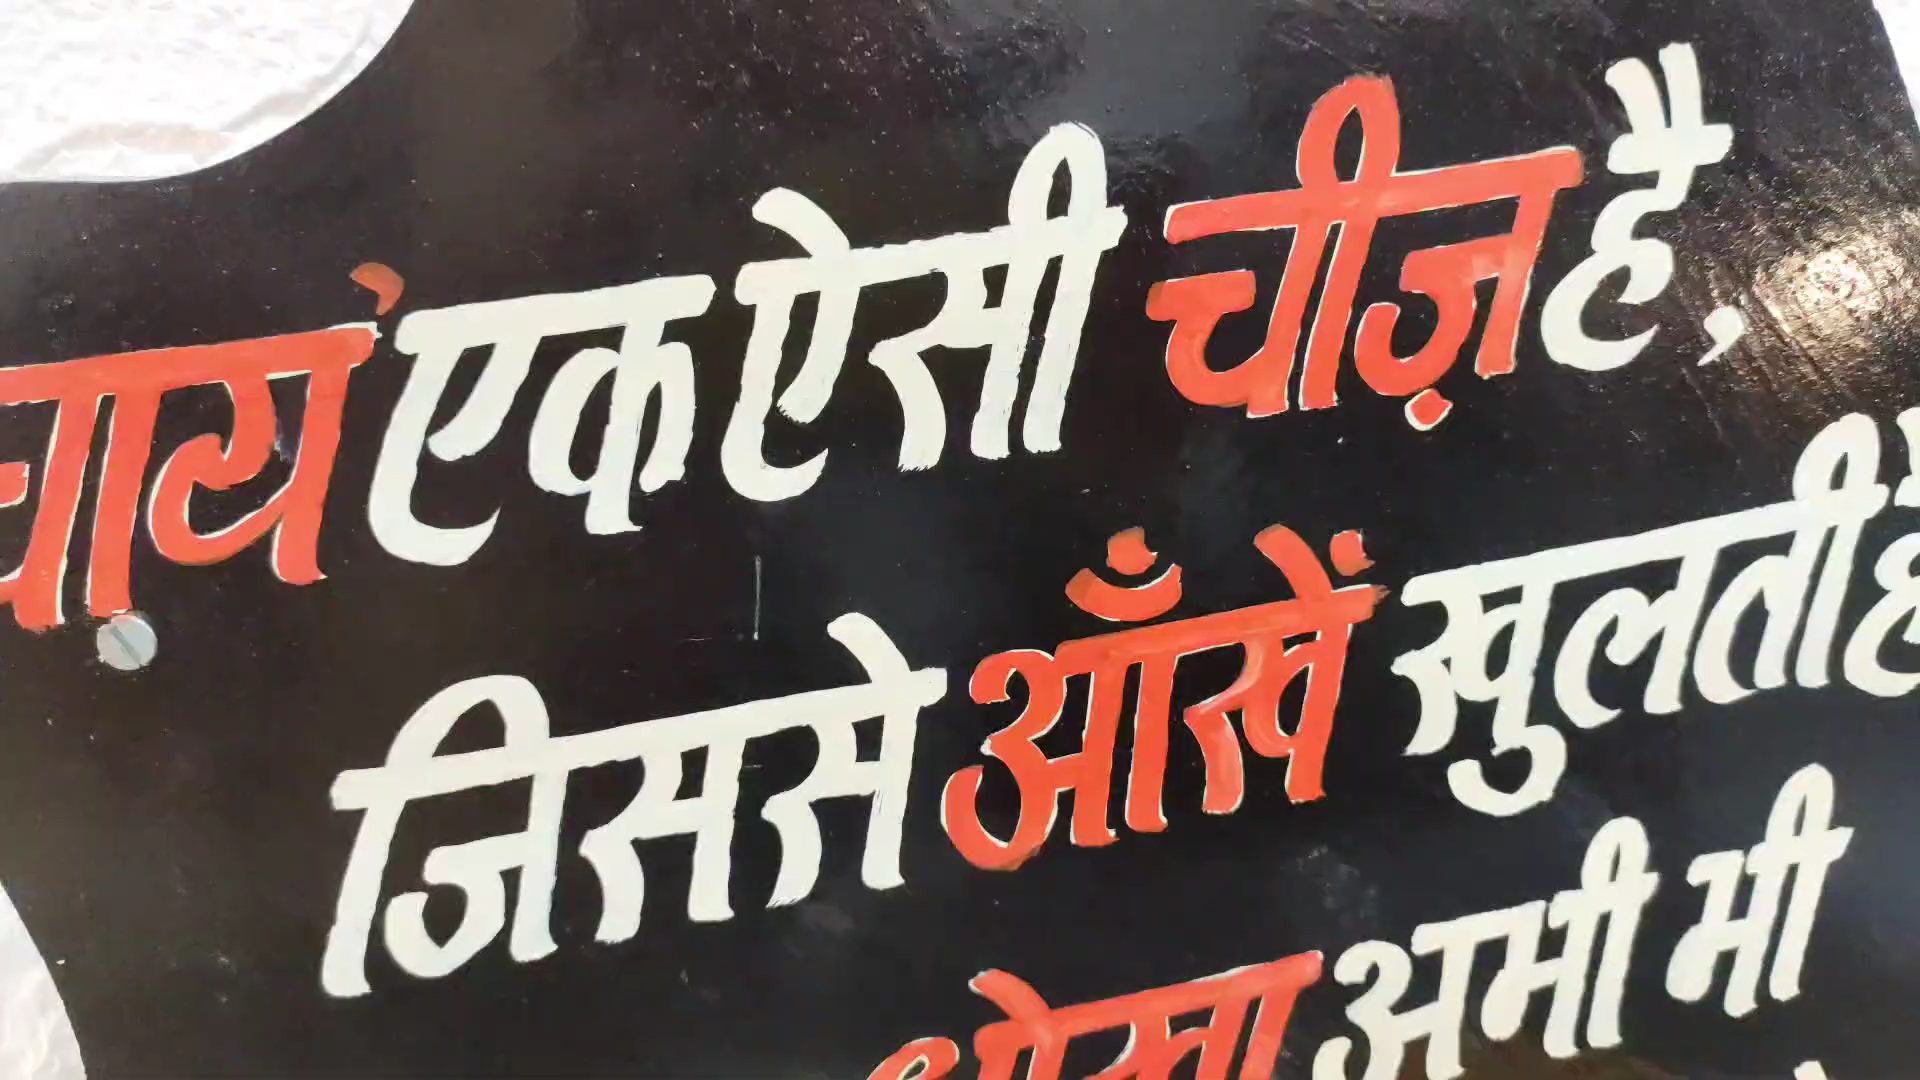 चाय एक ऐसी चीज़ है,
जिससे आँखें खुलती है
धोखा अभी भी